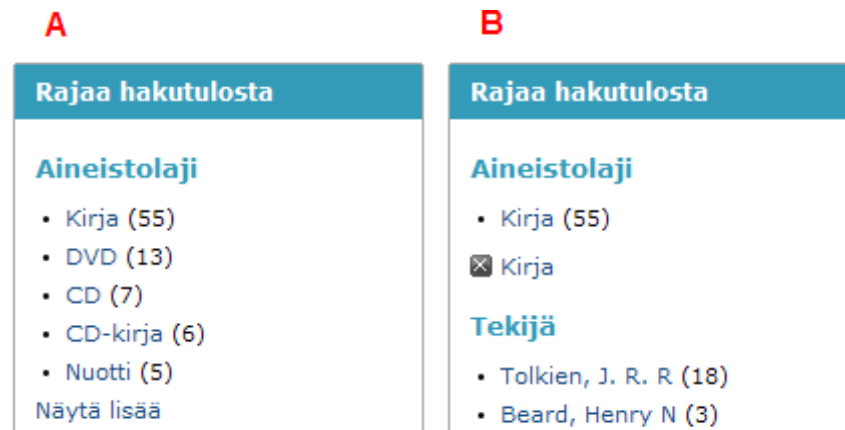 A
Rajaa hakutulosta
Aineistolaji
• Kirja (55)
• DVD (13)
• CD (7)
• CD-kirja (6)
• Nuotti (5)
Näytä lisää
B
Rajaa hakutulosta
Aineistolaji
• Kirja (55)
Kirja
Tekijä
• Tolkien, J. R. R (18)
• Beard, Henry N (3)